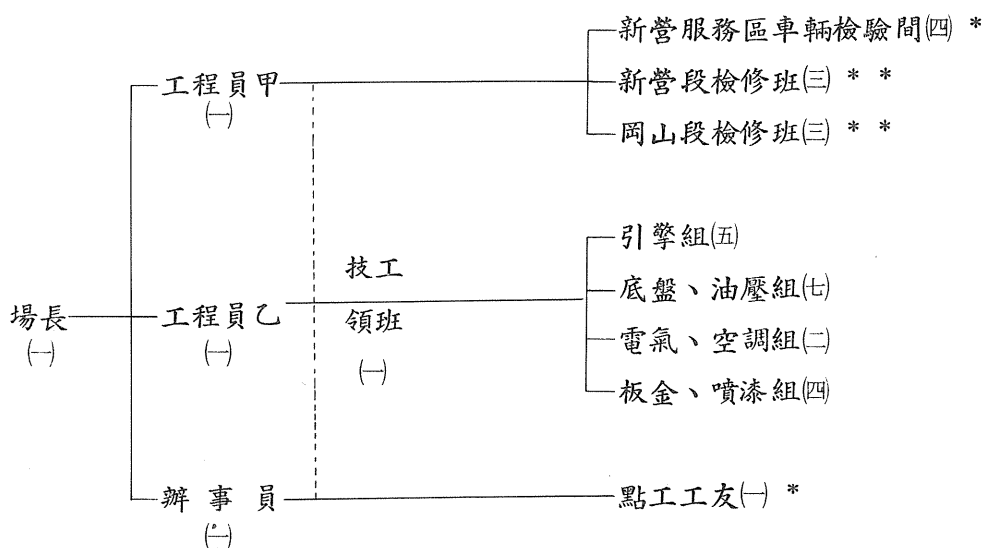 新營服務區車輛檢驗間㈣ *
工程員甲
㈠
新營段檢修班㈢ * *
岡山段檢修班㈢ * *
引擎組㈤
技工
底盤、油壓組㈦
場長
㈠
工程員乙
㈠
領班
㈠
電氣、空調組㈡
板金、噴漆組㈣
辦事員
㈠
點工工友㈠ *